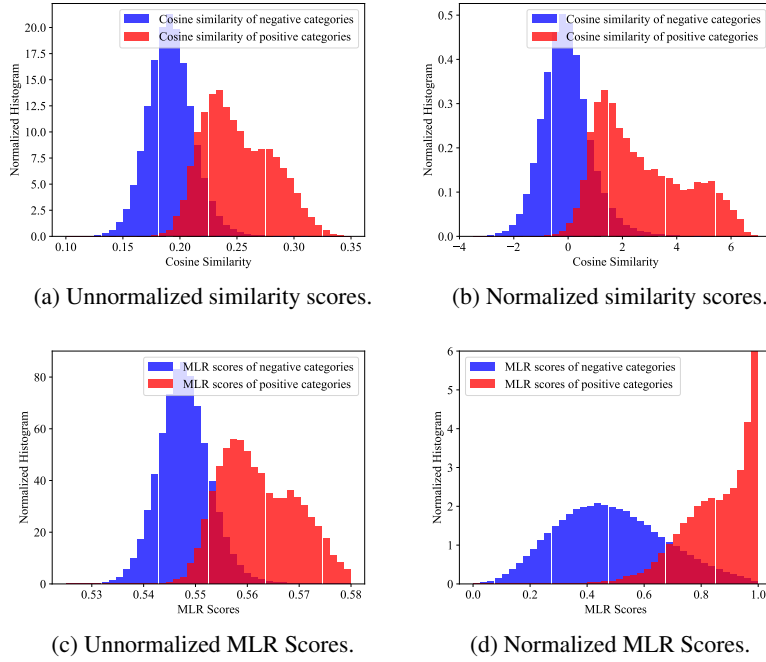 20.0
17.5
15.0
12.5
10.0
7.5
5.0
2.5
0.0
Normalized Histogram
Cosine similarity of negative categories
Cosine similarity of positive categories
0.10 0.15 0.20 0.25 0.30 0.35
Cosine Similarity
(a) Unnormalized similarity scores.
0.5
0.4
0.3
0.2
0.1
0.0
Normalized Histogram
Cosine similarity of negative categories
Cosine similarity of positive categories
−4 −2 0 2 4 6
Cosine Similarity
(b) Normalized similarity scores.
80
60
40
20
0
Normalized Histogram
MLR scores of negative categories
MLR scores of positive categories
0.53 0.54 0.55 0.56 0.57 0.58
MLR Scores
(c) Unnormalized MLR Scores.
6
5
4
3
2
1
0
Normalized Histogram
MLR scores of negative categories
MLR scores of positive categories
0.0 0.2 0.4 0.6 0.8 1.0
MLR Scores
(d) Normalized MLR Scores.